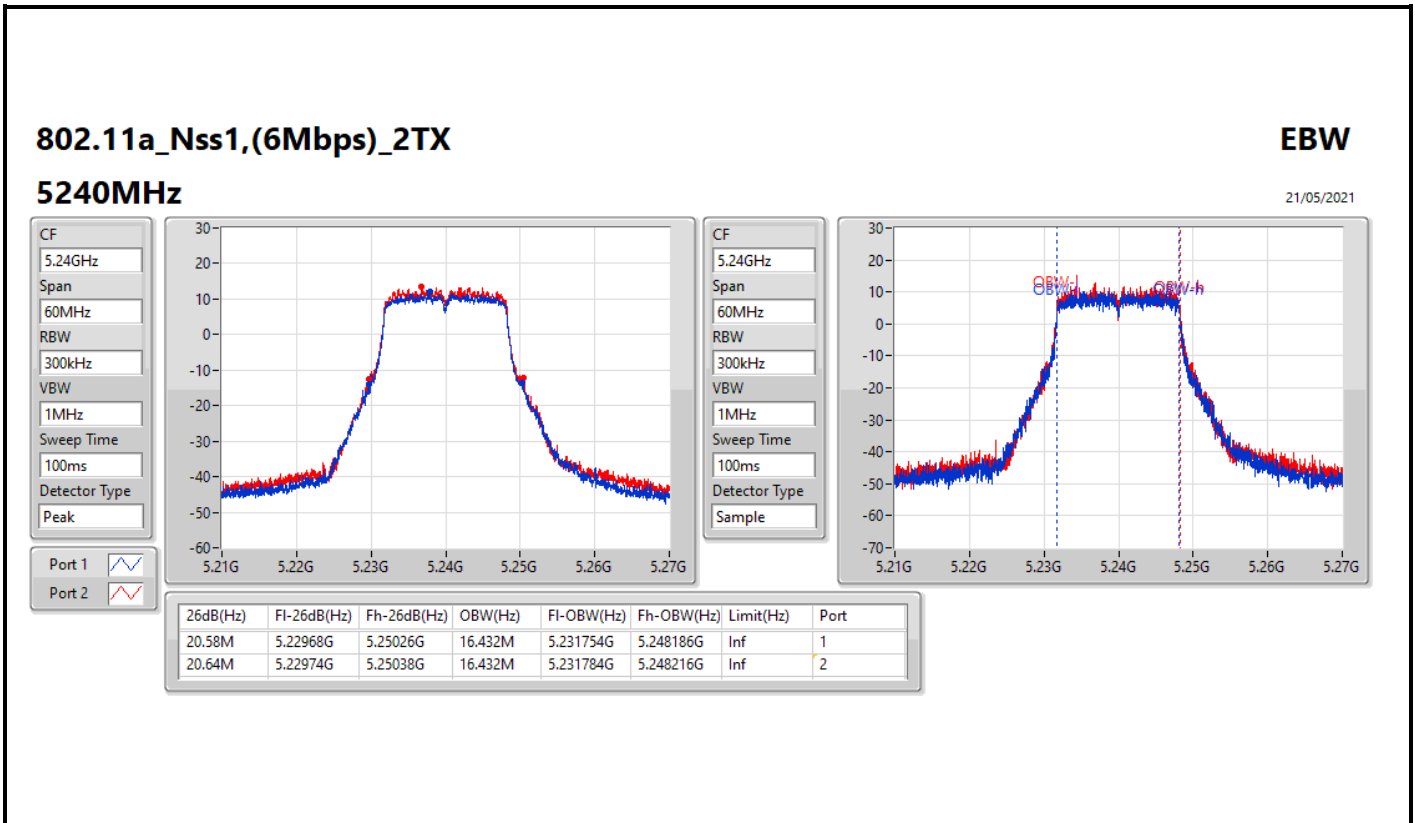 802.11a_Nss1,(6Mbps)_2TX
EBW
5240MHz
21/05/2021
CF
5.24GHz
Span
60MHz
RBW
300kHz
VBW
1MHz
Sweep Time
100ms
Detector Type
Peak
Port 1
Port 2
30
20
10
0
-10
-20
-30
-40
-50
-60
5.21G 5.22G 5.23G 5.24G 5.25G 5.26G 5.27G
CF
5.24GHz
Span
60MHz
RBW
300kHz
VBW
1MHz
Sweep Time
100ms
Detector Type
Sample
30
20
10
0
-10
-20
-30
-40
-50
-60
-70
OBW-l
OBW-l
OBW-h
5.21G 5.22G 5.23G 5.24G 5.25G 5.26G 5.27G
26dB(Hz) Fl-26dB(Hz) Fh-26dB(Hz) OBW(Hz) Fl-OBW(Hz) Fh-OBW(Hz) Limit(Hz) Port
20.58M 5.22968G 5.25026G 16.432M 5.231754G 5.248186G Inf 1
20.64M 5.22974G 5.25038G 16.432M 5.231784G 5.248216G Inf 2